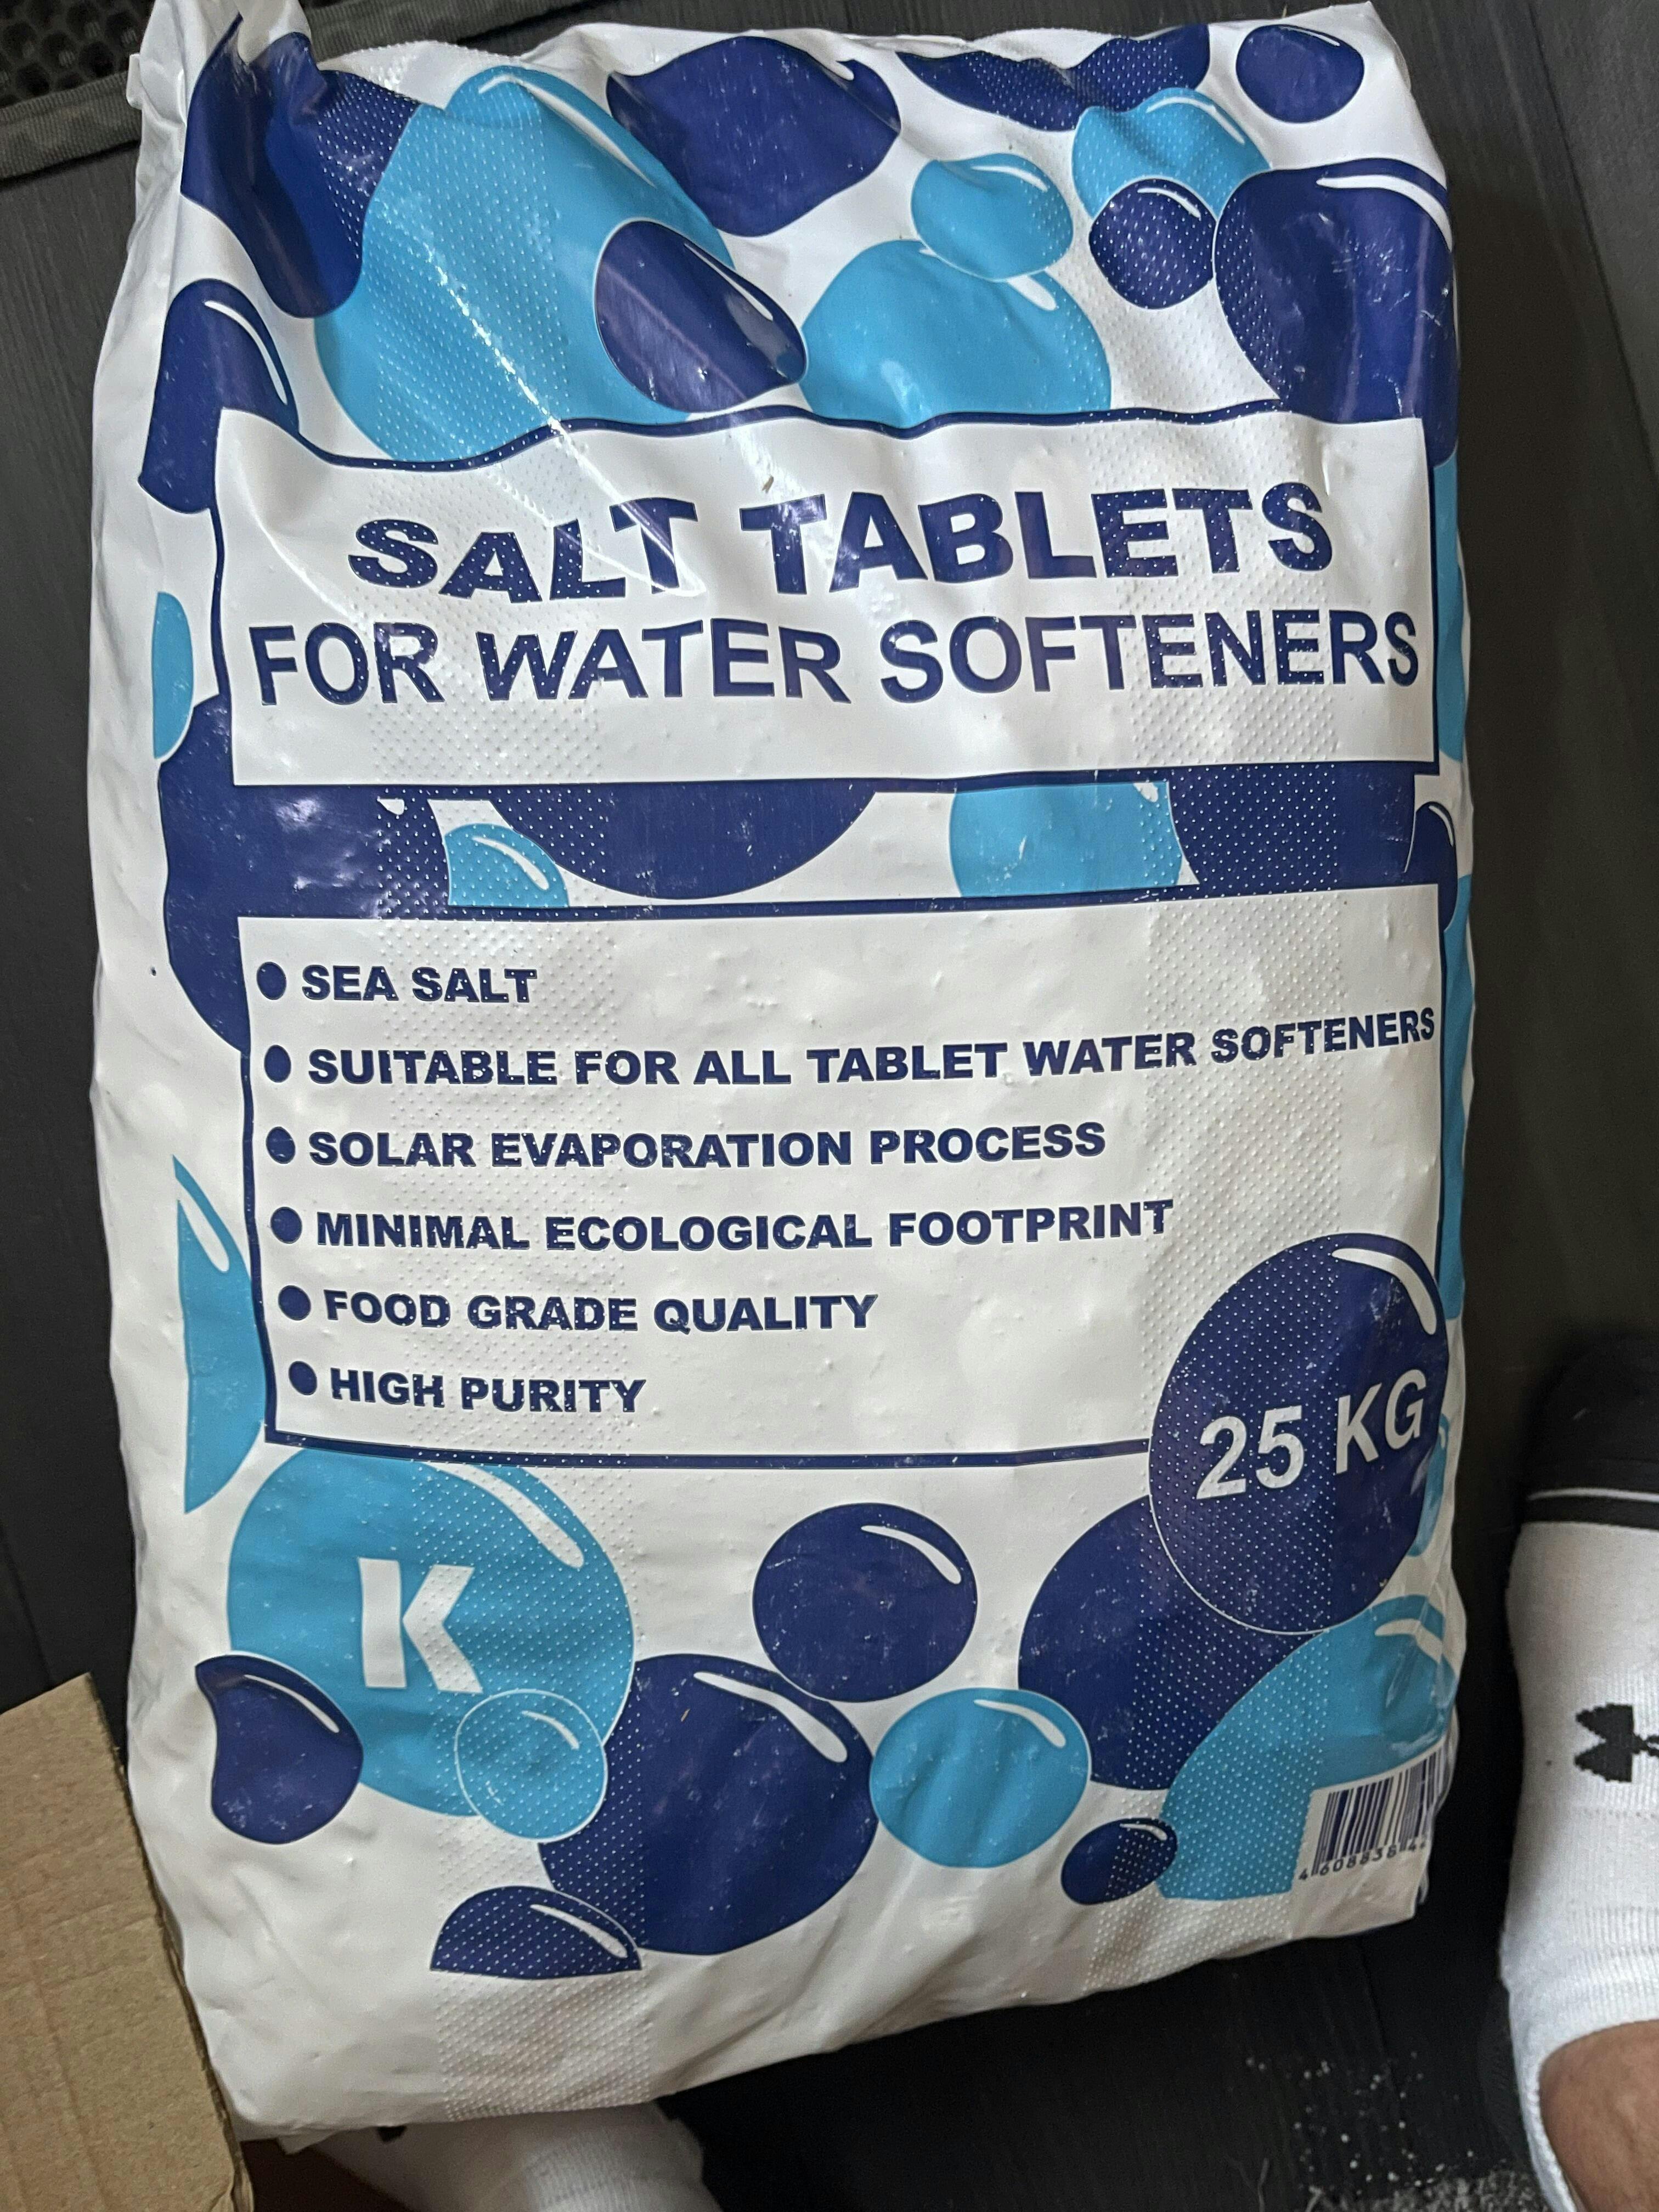 SALT TABLETS
FOR WATER SOFTENERS
SEA SALT
SUITABLE FOR ALL TABLET WATER SOFTENERS
SOLAR EVAPORATION PROCESS
MINIMAL ECOLOGICAL FOOTPRINT
FOOD GRADE QUALITY
HIGH PURITY
25 KG
K